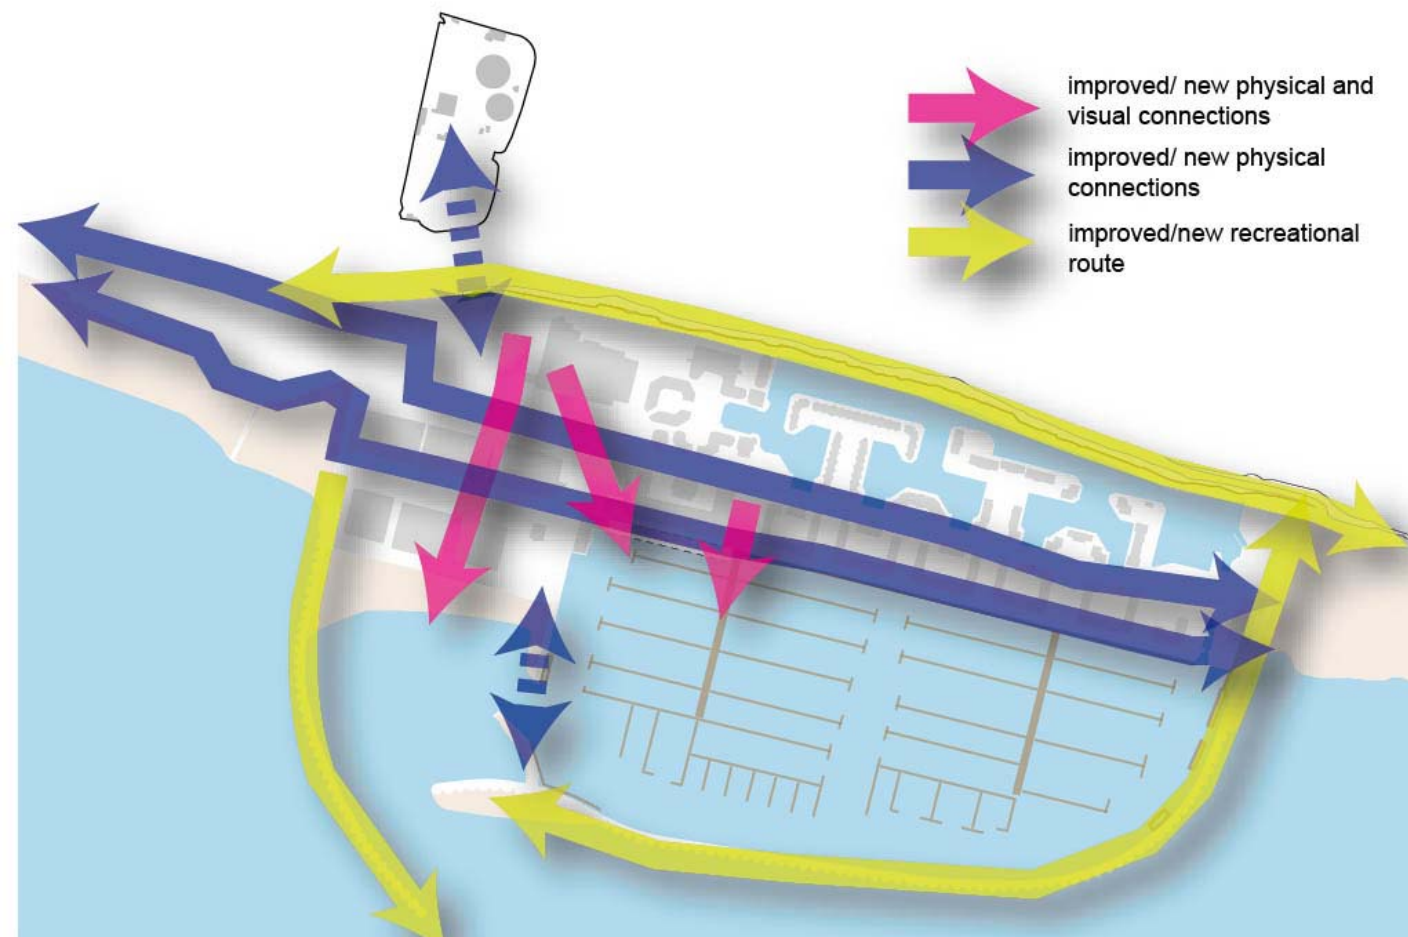 improved/ new physical and
visual connections
improved/ new physical
connections
improved/new recreational
route